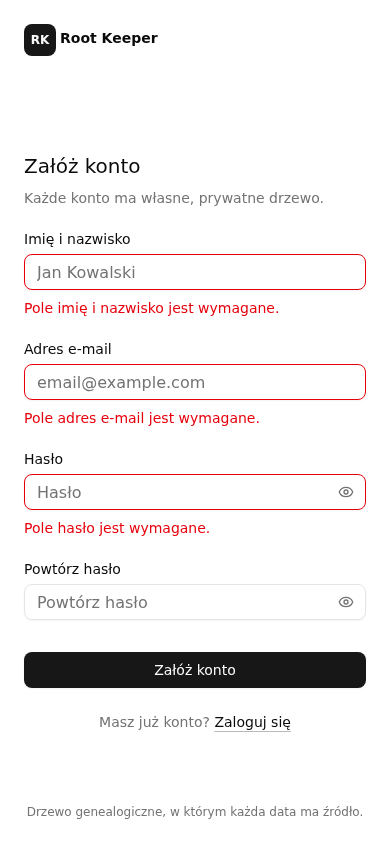 RK Root Keeper
Załóż konto
Każde konto ma własne, prywatne drzewo.
Imię i nazwisko
Jan Kowalski
Pole imię i nazwisko jest wymagane.
Adres e-mail
email@example.com
Pole adres e-mail jest wymagane.
Hasło
Hasło
Pole hasło jest wymagane.
Powtórz hasło
Powtórz hasło
Załóż konto
Masz już konto? Zaloguj się
Drzewo genealogiczne, w którym każda data ma źródło.